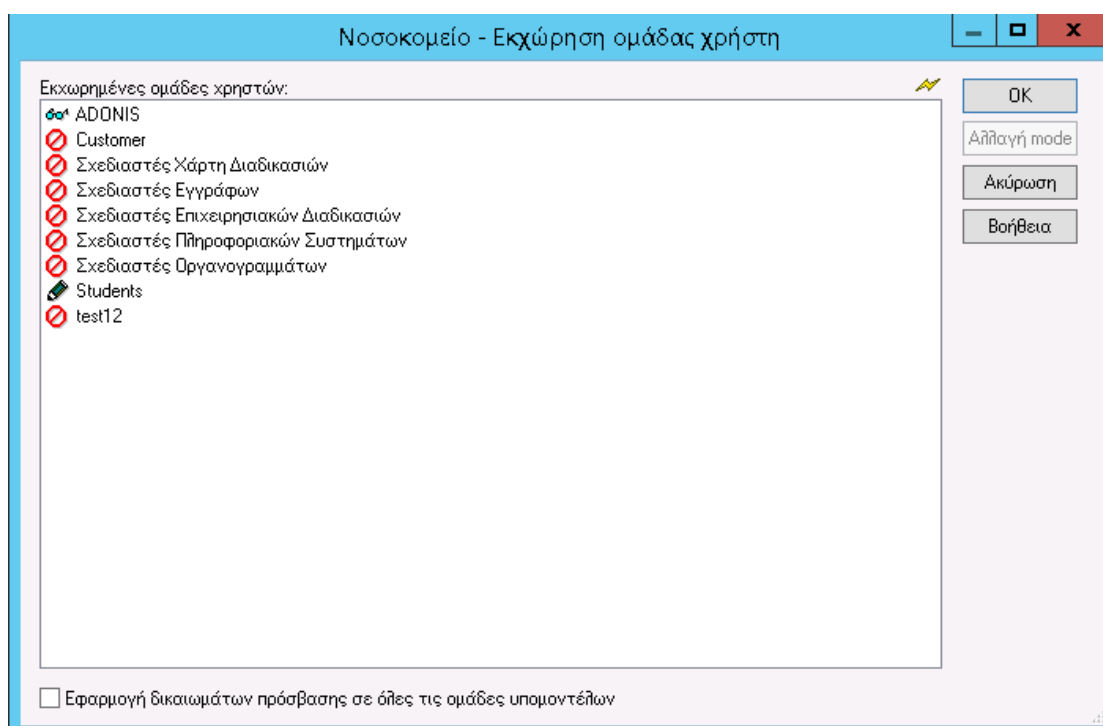 Νοσοκομείο - Εκχώρηση ομάδας χρήστη
Εκχωρημένες ομάδες χρηστών:
ADONIS
Customer
Σχεδιαστές Χάρτη Διαδικασιών
Σχεδιαστές Εγγράφων
Σχεδιαστές Επιχειρησιακών Διαδικασιών
Σχεδιαστές Πληροφοριακών Συστημάτων
Σχεδιαστές Οργανογραμμάτων
Students
test12
OK
Αλλαγή mode
Ακύρωση
Βοήθεια
Εφαρμογή δικαιωμάτων πρόσβασης σε όλες τις ομάδες υπομοντέλων